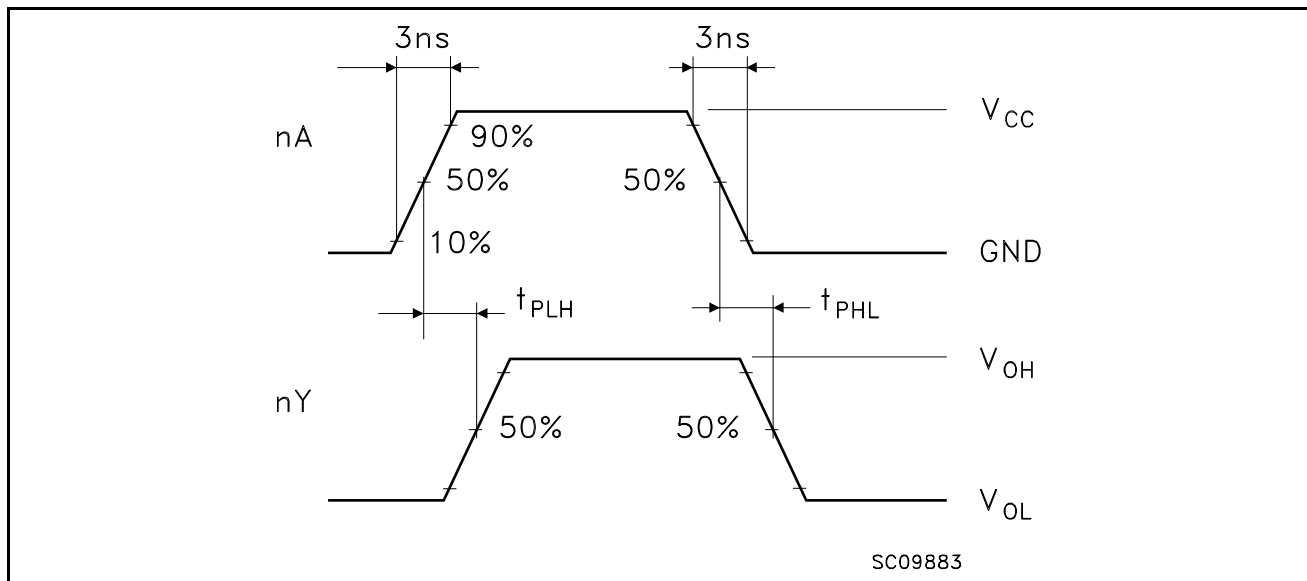 3ns 3ns
nA 90% V_CC
50% 50%
10% GND
t_PLH t_PHL
nY V_OH
50% 50%
V_OL
SC09883